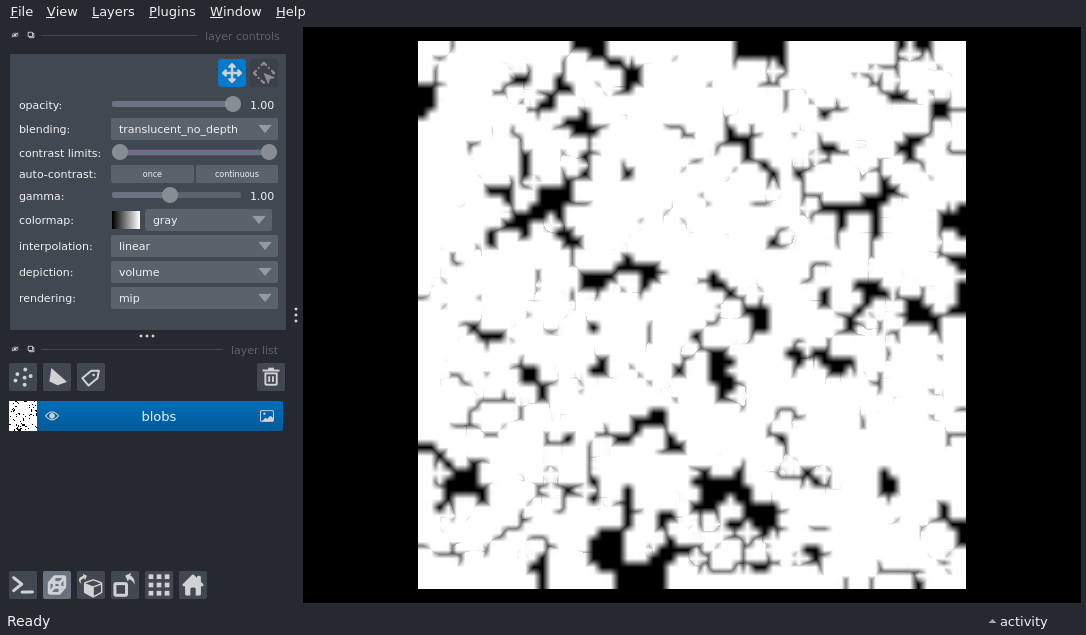 File View Layers Plugins Window Help
layer controls
opacity: 1.00
blending: translucent_no_depth
contrast limits:
auto-contrast: once continuous
gamma: 1.00
colormap: gray
interpolation: linear
depiction: volume
rendering: mip
layer list
blobs
Ready activity